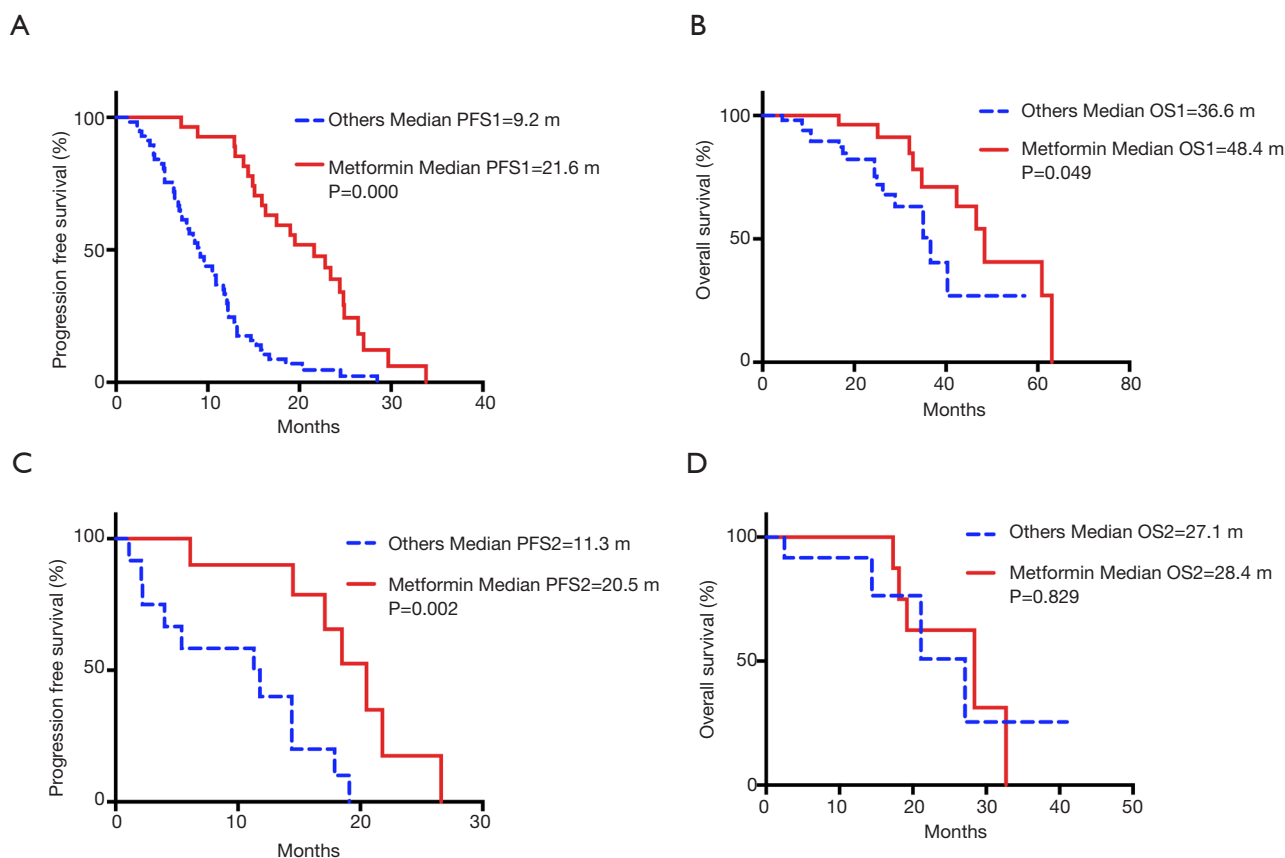 A
Progression free survival (%)
100
50
0
0 10 20 30 40
Months
Others Median PFS1=9.2 m
Metformin Median PFS1=21.6 m
P=0.000
B
Overall survival (%)
100
50
0
0 20 40 60 80
Months
Others Median OS1=36.6 m
Metformin Median OS1=48.4 m
P=0.049
C
Progression free survival (%)
100
50
0
0 10 20 30
Months
Others Median PFS2=11.3 m
Metformin Median PFS2=20.5 m
P=0.002
D
Overall survival (%)
100
50
0
0 10 20 30 40 50
Months
Others Median OS2=27.1 m
Metformin Median OS2=28.4 m
P=0.829